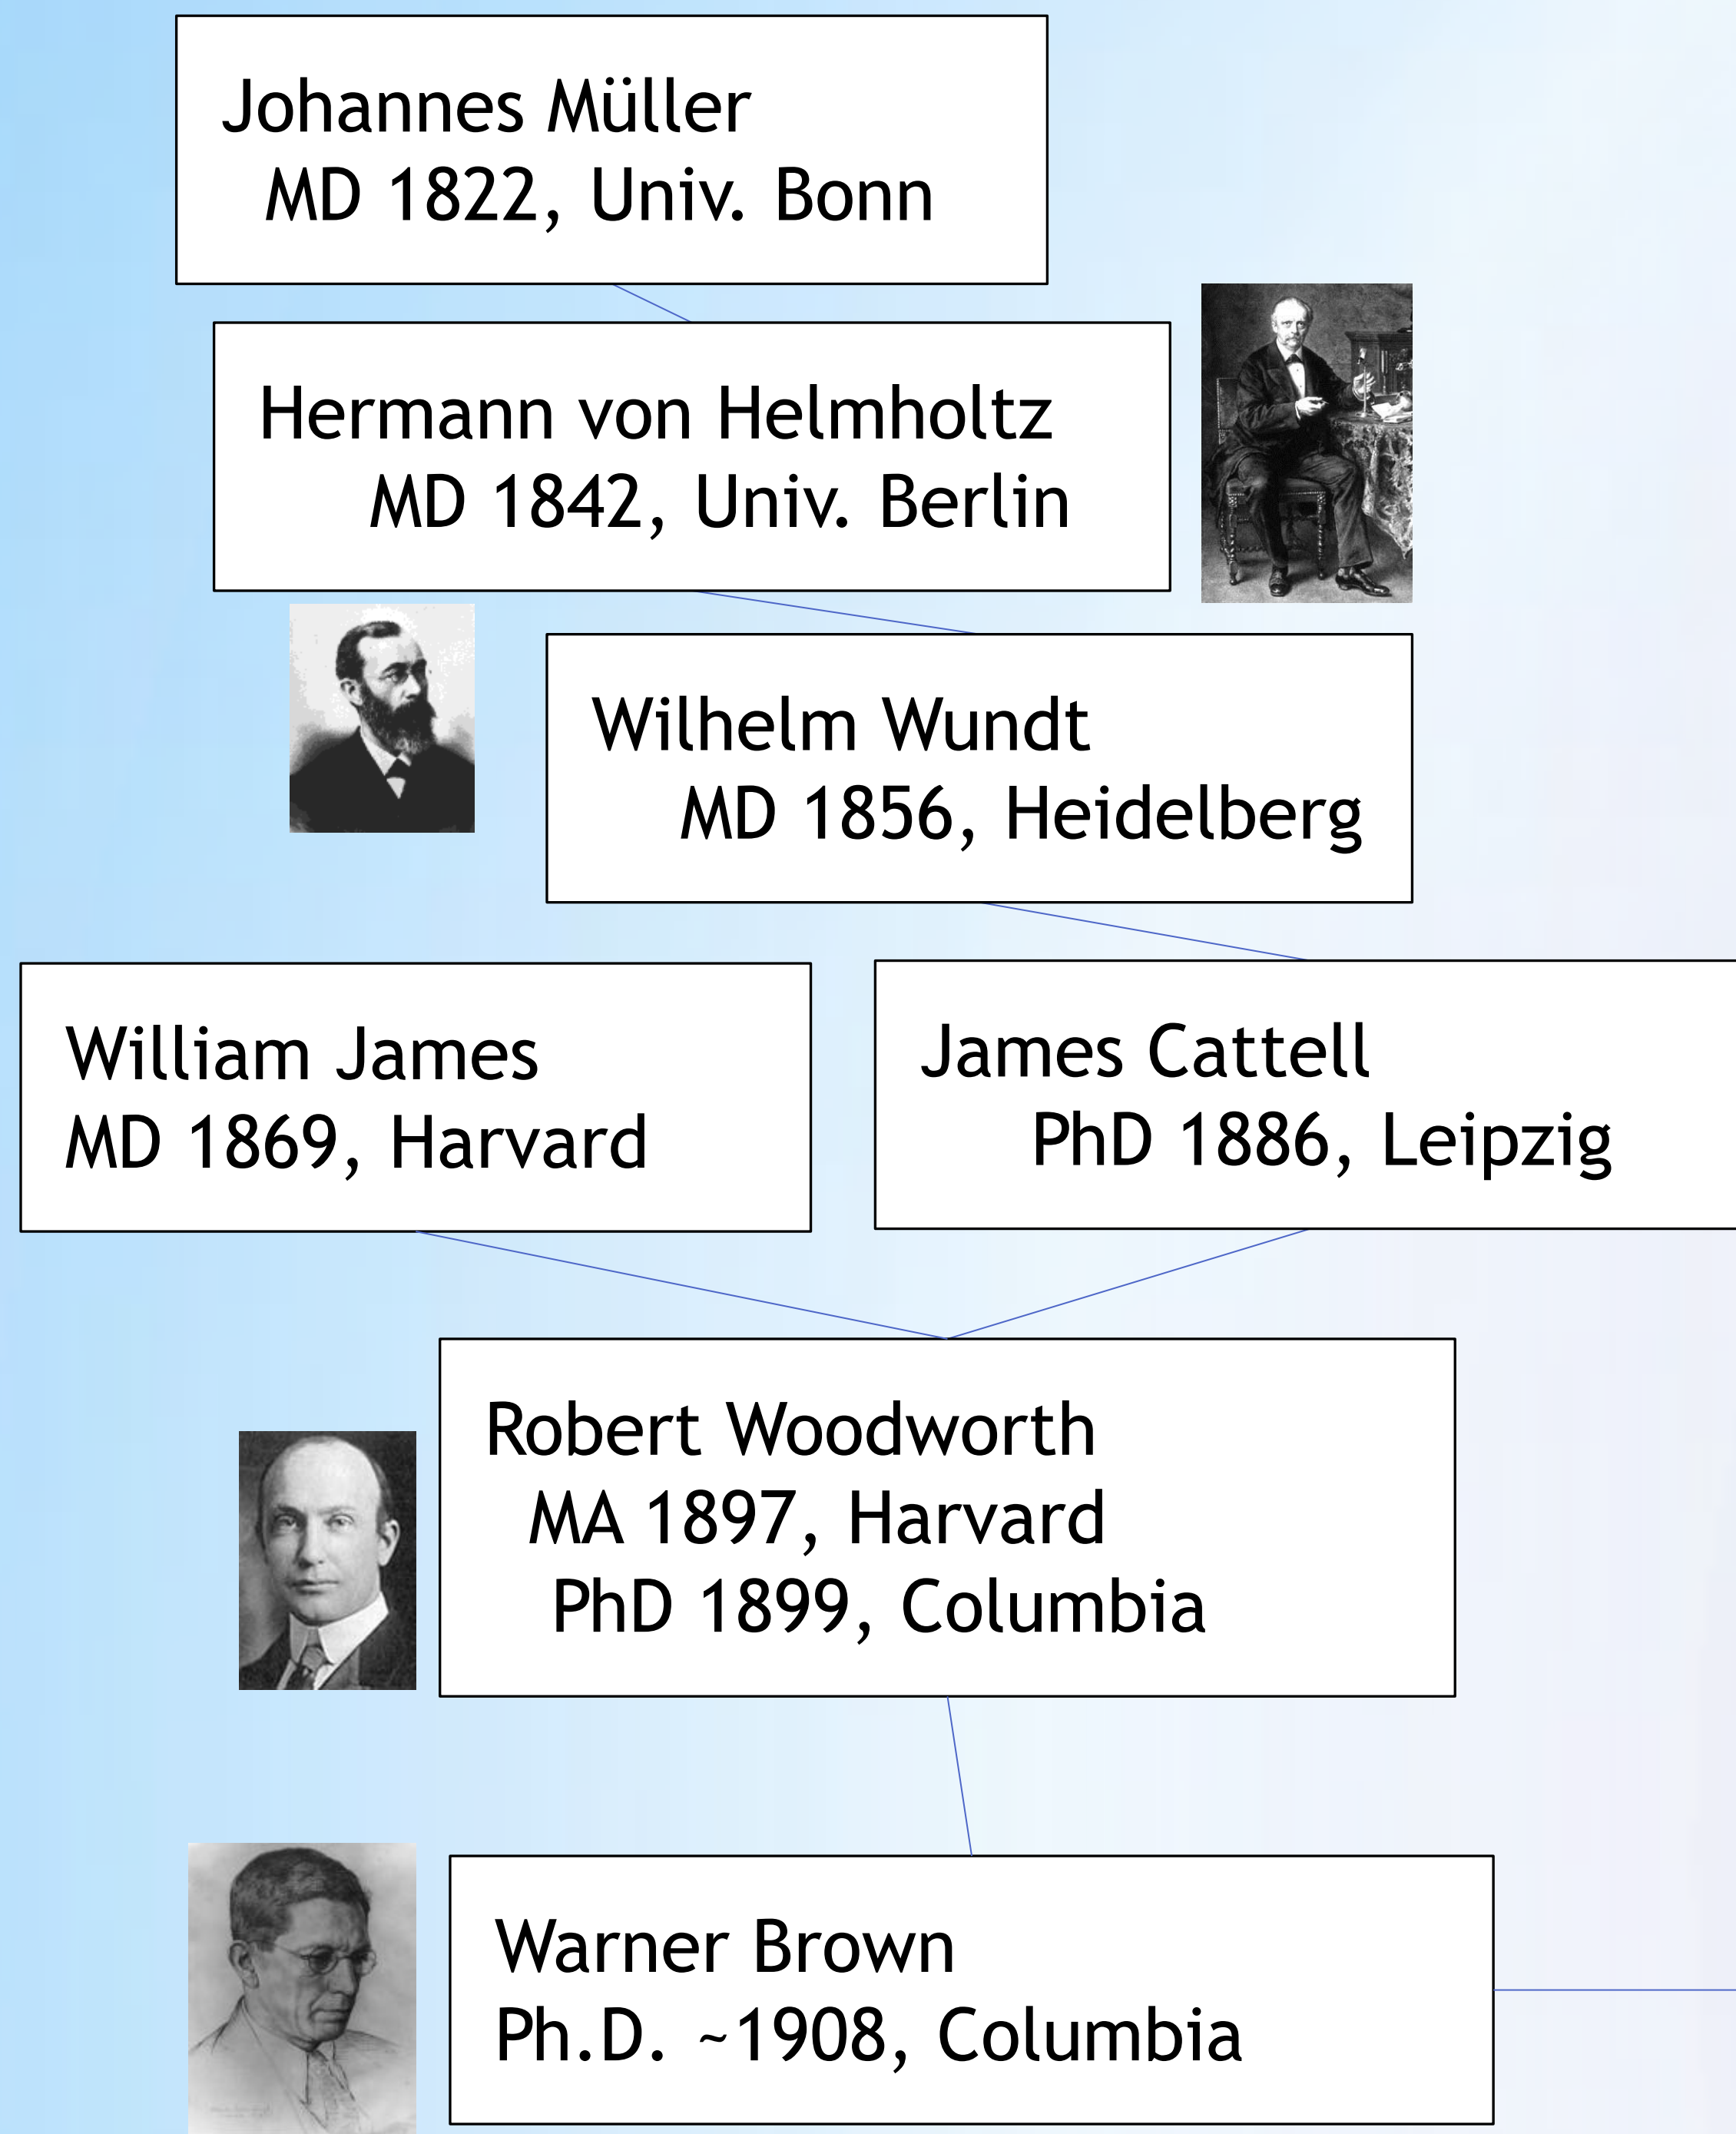 Johannes Müller
MD 1822, Univ. Bonn
Hermann von Helmholtz
MD 1842, Univ. Berlin
Wilhelm Wundt
MD 1856, Heidelberg
William James
MD 1869, Harvard
James Cattell
PhD 1886, Leipzig
Robert Woodworth
MA 1897, Harvard
PhD 1899, Columbia
Warner Brown
Ph.D. ~1908, Columbia